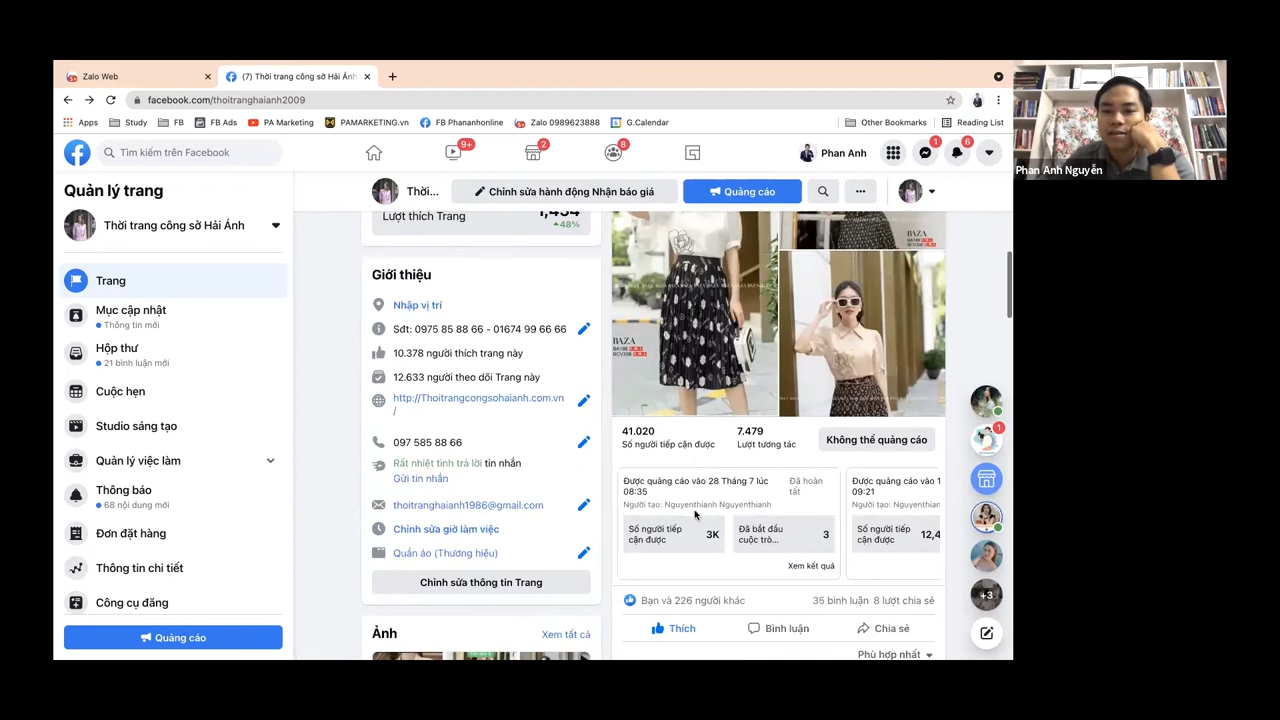 Zalo Web
(7) Thời trang công sở Hải Ánh
facebook.com/thoitranghaianh2009
Apps
Study
FB
FB Ads
PA Marketing
PAMARKETING.vn
FB Phananhonline
Zalo 0989623888
G.Calendar
Other Bookmarks
Reading List
Tìm kiếm trên Facebook
9+
2
8
Phan Anh
1
6
Phan Anh Nguyễn
Quản lý trang
Thời trang công sở Hải Ánh
Trang
Mục cập nhật
Thông tin mới
Hộp thư
21 bình luận mới
Cuộc hẹn
Studio sáng tạo
Quản lý việc làm
Thông báo
68 nội dung mới
Đơn đặt hàng
Thông tin chi tiết
Công cụ đăng
Quảng cáo
Thời...
Chỉnh sửa hành động Nhận báo giá
Quảng cáo
Lượt thích Trang
1,454
48%
Giới thiệu
Nhập vị trí
Sđt: 0975 85 88 66 - 01674 99 66 66
10.378 người thích trang này
12.633 người theo dõi Trang này
http://Thoitrangcongsohaianh.com.vn
/
097 585 88 66
Rất nhiệt tình trả lời tin nhắn
Gửi tin nhắn
thoitranghaianh1986@gmail.com
Chỉnh sửa giờ làm việc
Quần áo (Thương hiệu)
Chỉnh sửa thông tin Trang
Ảnh
Xem tất cả
BAZA
BAZA
41.020
Số người tiếp cận được
7.479
Lượt tương tác
Không thể quảng cáo
Được quảng cáo vào 28 Tháng 7 lúc
08:35
Đã hoàn
tất
Người tạo: Nguyenthianh Nguyenthianh
Số người tiếp
cận được
3K
Đã bắt đầu
cuộc trò...
3
Xem kết quả
Được quảng cáo vào 1
09:21
Người tạo: Nguyenthian
Số người tiếp
cận được
12,4
Bạn và 226 người khác
35 bình luận 8 lượt chia sẻ
Thích
Bình luận
Chia sẻ
Phù hợp nhất
1
+3